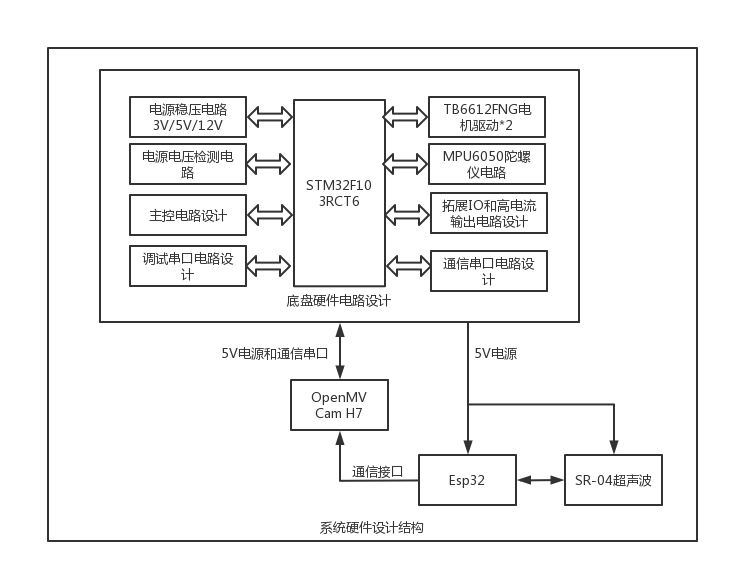 电源稳压电路
3V/5V/12V
电源电压检测电
路
主控电路设计
调试串口电路设
计
STM32F10
3RCT6
TB6612FNG电
机驱动*2
MPU6050陀螺
仪电路
拓展IO和高电流
输出电路设计
通信串口电路设
计
底盘硬件电路设计
5V电源和通信串口
5V电源
OpenMV
Cam H7
通信接口
Esp32
SR-04超声波
系统硬件设计结构